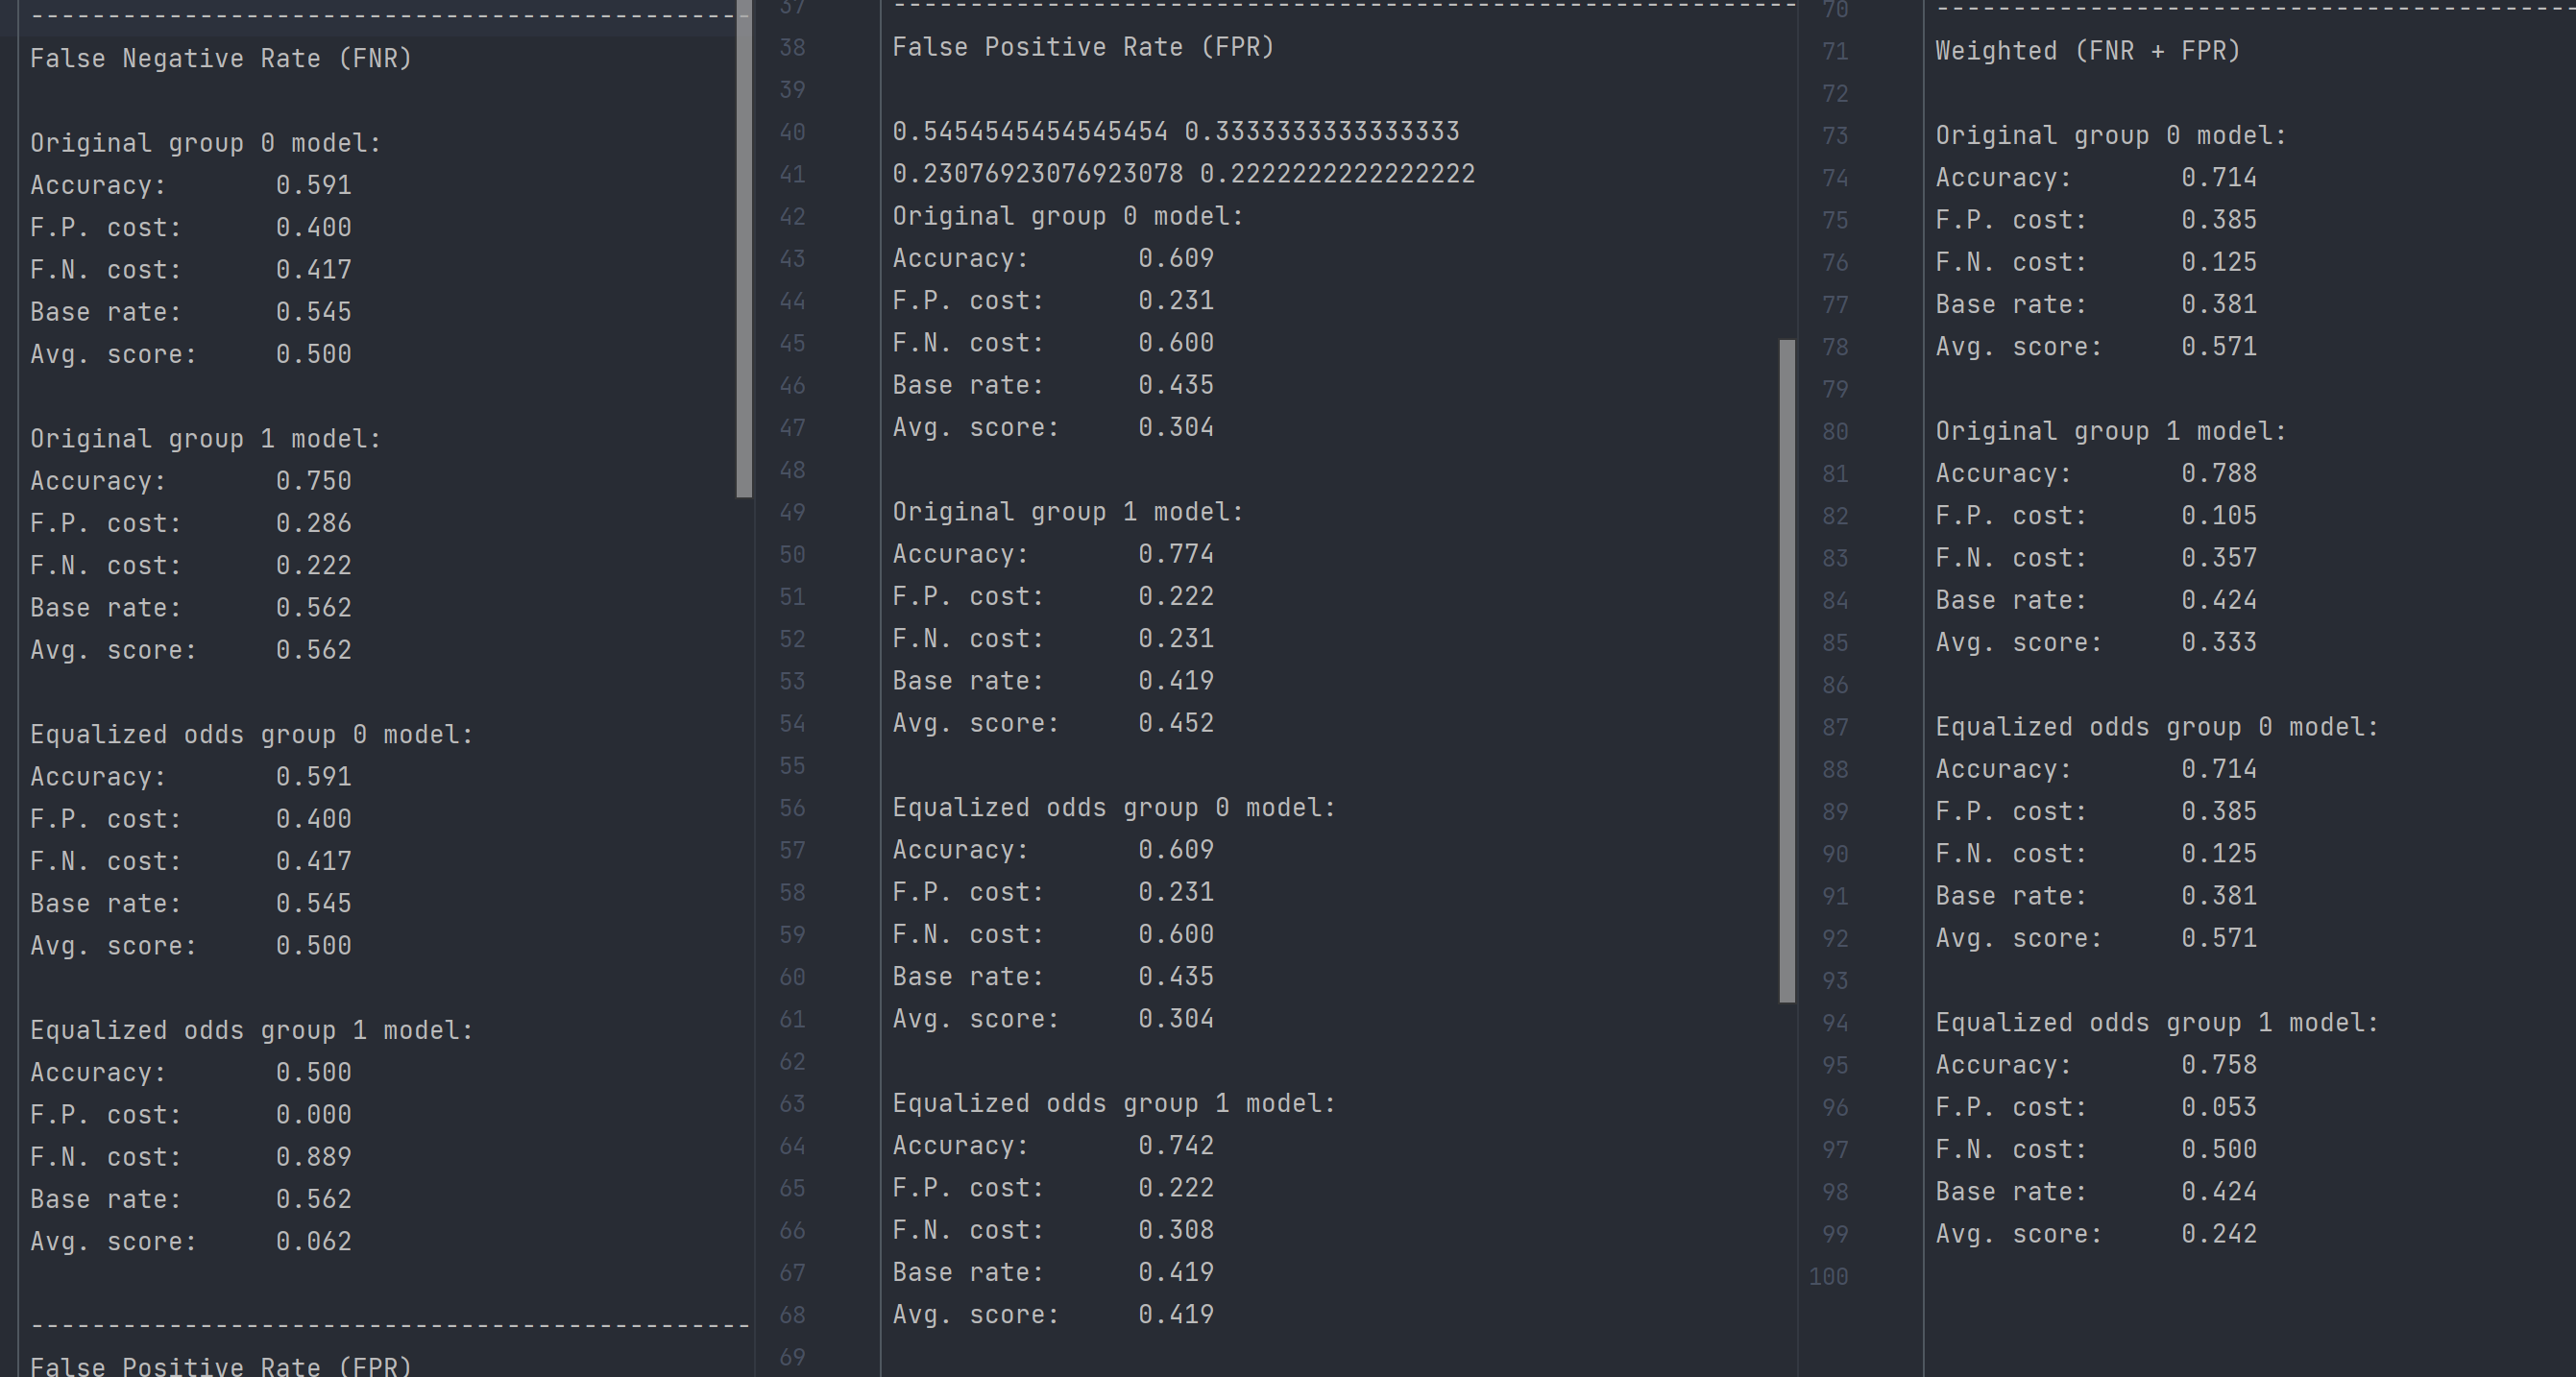 ------------------------------------------------
False Negative Rate (FNR)

Original group 0 model:
Accuracy:       0.591
F.P. cost:      0.400
F.N. cost:      0.417
Base rate:      0.545
Avg. score:     0.500

Original group 1 model:
Accuracy:       0.750
F.P. cost:      0.286
F.N. cost:      0.222
Base rate:      0.562
Avg. score:     0.562

Equalized odds group 0 model:
Accuracy:       0.591
F.P. cost:      0.400
F.N. cost:      0.417
Base rate:      0.545
Avg. score:     0.500

Equalized odds group 1 model:
Accuracy:       0.500
F.P. cost:      0.000
F.N. cost:      0.889
Base rate:      0.562
Avg. score:     0.062

------------------------------------------------
False Positive Rate (FPR)
37 ------------------------------------------------------------
38 False Positive Rate (FPR)
39
40 0.5454545454545454 0.3333333333333333
41 0.23076923076923078 0.2222222222222222
42 Original group 0 model:
43 Accuracy:       0.609
44 F.P. cost:      0.231
45 F.N. cost:      0.600
46 Base rate:      0.435
47 Avg. score:     0.304
48
49 Original group 1 model:
50 Accuracy:       0.774
51 F.P. cost:      0.222
52 F.N. cost:      0.231
53 Base rate:      0.419
54 Avg. score:     0.452
55
56 Equalized odds group 0 model:
57 Accuracy:       0.609
58 F.P. cost:      0.231
59 F.N. cost:      0.600
60 Base rate:      0.435
61 Avg. score:     0.304
62
63 Equalized odds group 1 model:
64 Accuracy:       0.742
65 F.P. cost:      0.222
66 F.N. cost:      0.308
67 Base rate:      0.419
68 Avg. score:     0.419
69
70 ------------------------------------------
71 Weighted (FNR + FPR)
72
73 Original group 0 model:
74 Accuracy:       0.714
75 F.P. cost:      0.385
76 F.N. cost:      0.125
77 Base rate:      0.381
78 Avg. score:     0.571
79
80 Original group 1 model:
81 Accuracy:       0.788
82 F.P. cost:      0.105
83 F.N. cost:      0.357
84 Base rate:      0.424
85 Avg. score:     0.333
86
87 Equalized odds group 0 model:
88 Accuracy:       0.714
89 F.P. cost:      0.385
90 F.N. cost:      0.125
91 Base rate:      0.381
92 Avg. score:     0.571
93
94 Equalized odds group 1 model:
95 Accuracy:       0.758
96 F.P. cost:      0.053
97 F.N. cost:      0.500
98 Base rate:      0.424
99 Avg. score:     0.242
100